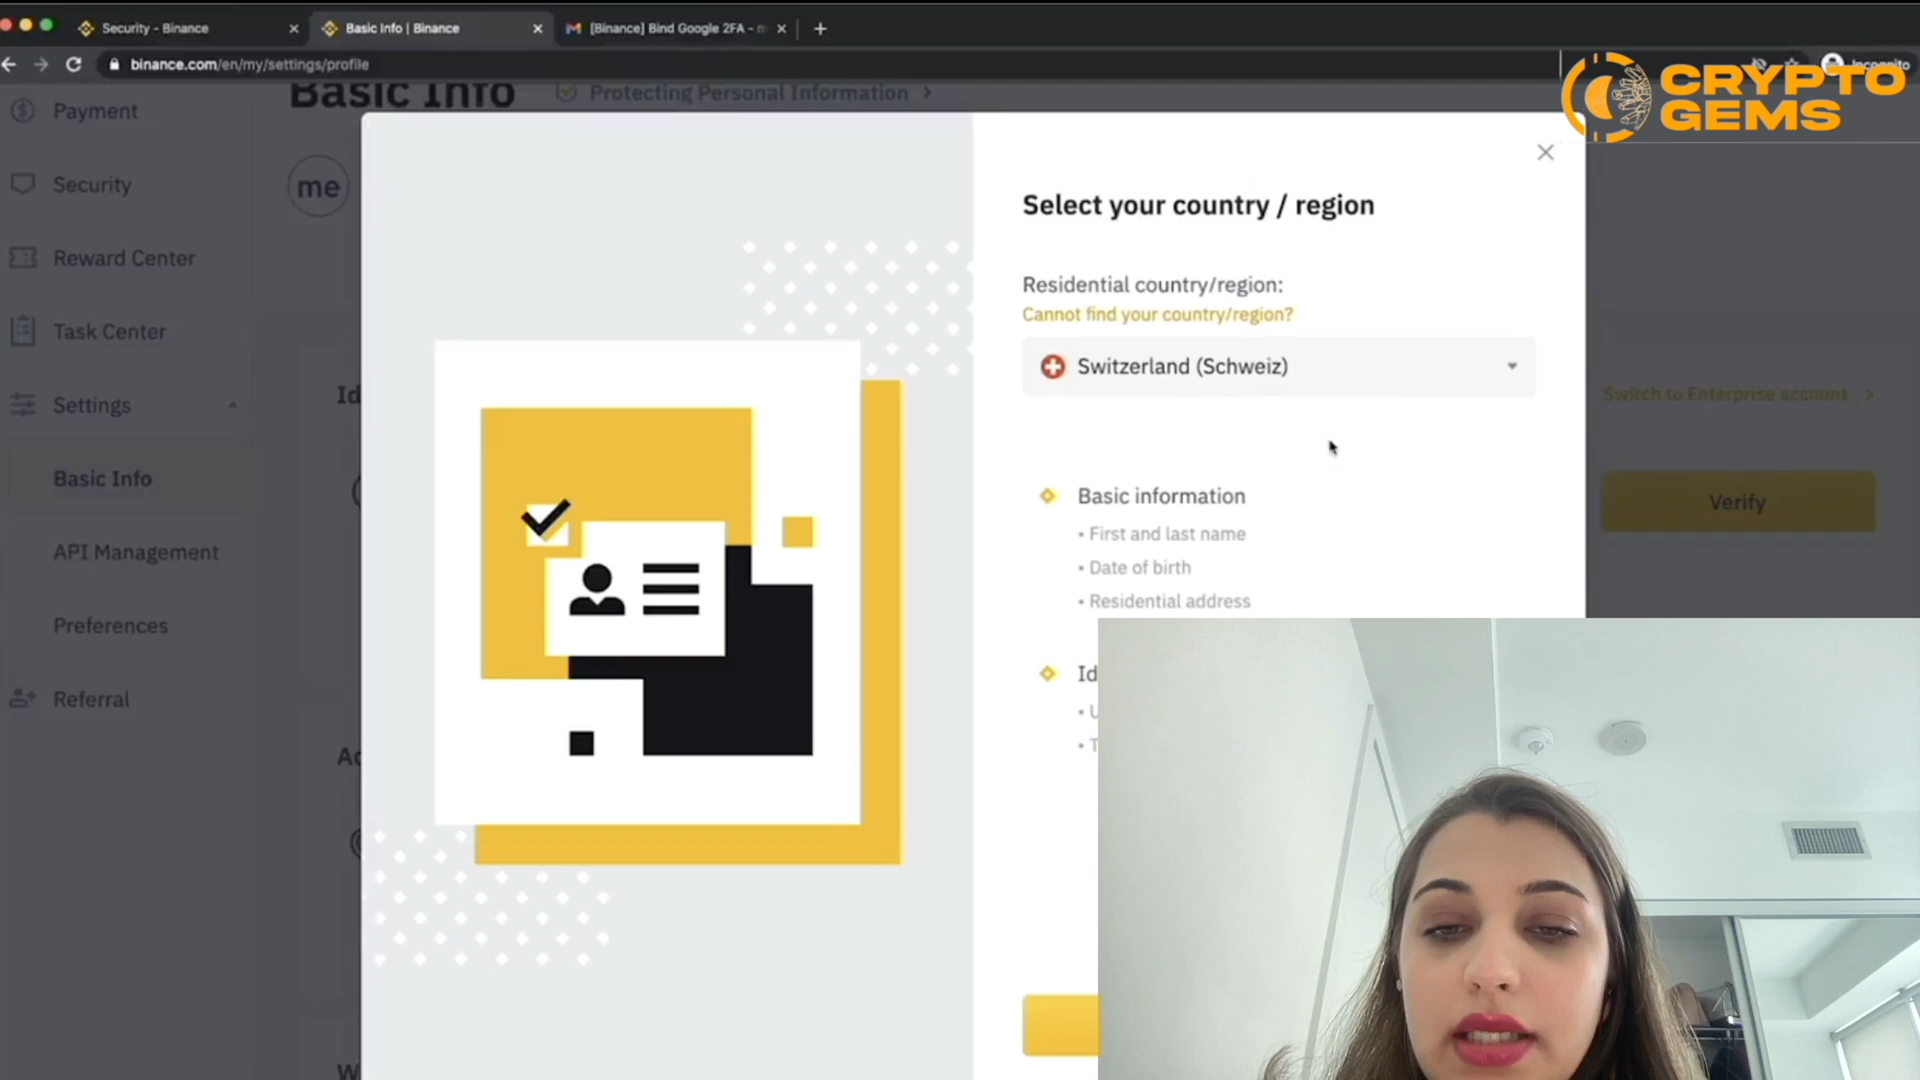 Security - Binance
Basic Info | Binance
[Binance] Bind Google 2FA -
binance.com/en/my/settings/profile
Incognito
CRYPTO
GEMS
Payment
Security
Reward Center
Task Center
Settings
Basic Info
API Management
Preferences
Referral
Basic Info
Protecting Personal Information
me
Select your country / region
Residential country/region:
Cannot find your country/region?
Switzerland (Schweiz)
Basic information
• First and last name
• Date of birth
• Residential address
Switch to Enterprise account
Verify